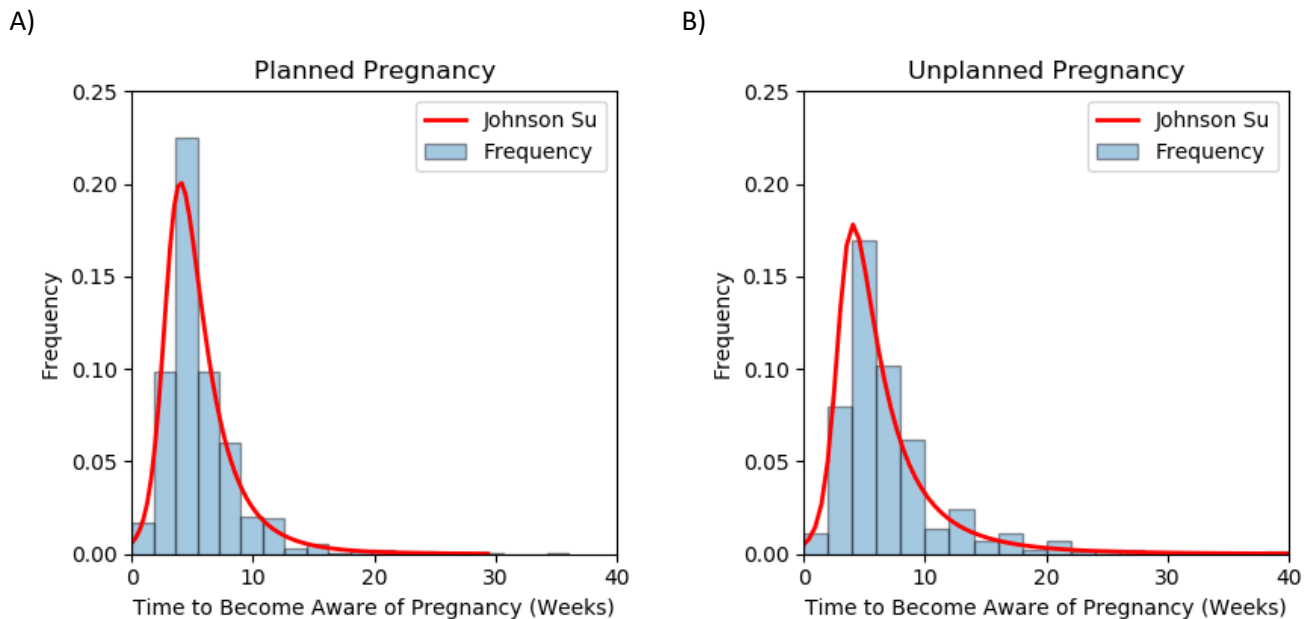 A)
Planned Pregnancy
0.25
0.20
0.15
0.10
0.05
0.00
Frequency
Johnson Su
Frequency
0 10 20 30 40
Time to Become Aware of Pregnancy (Weeks)
B)
Unplanned Pregnancy
0.25
0.20
0.15
0.10
0.05
0.00
Frequency
Johnson Su
Frequency
0 10 20 30 40
Time to Become Aware of Pregnancy (Weeks)